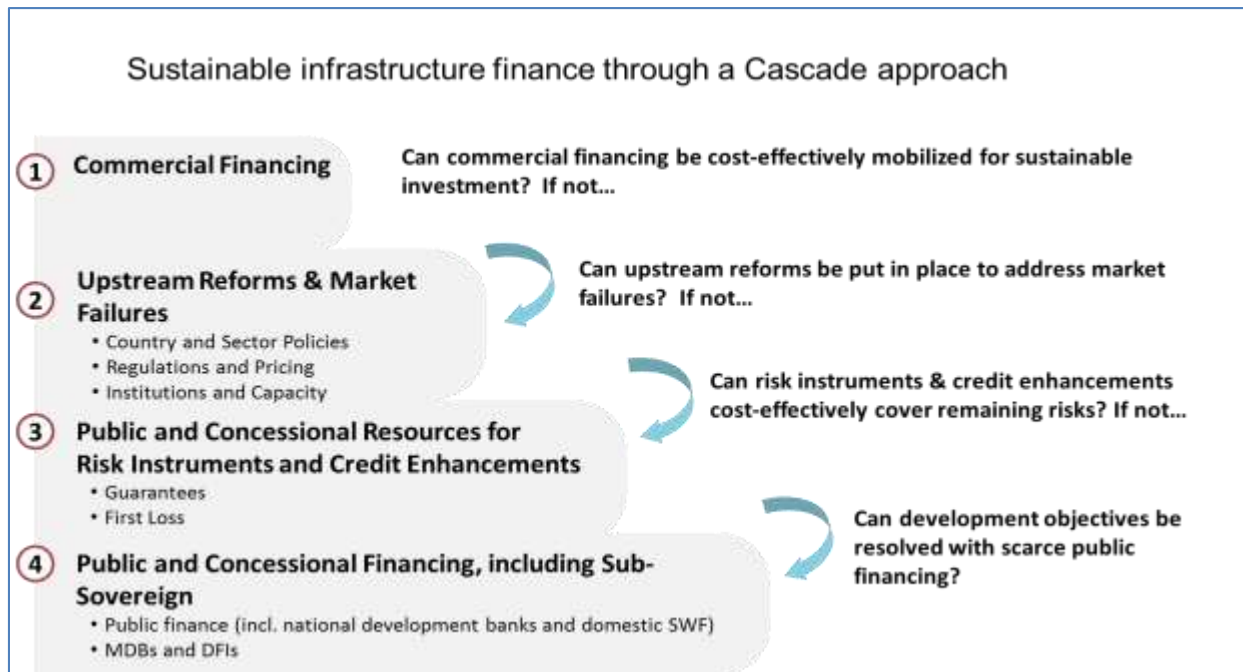 Sustainable infrastructure finance through a Cascade approach
1 Commercial Financing
Can commercial financing be cost-effectively mobilized for sustainable
investment? If not...
2 Upstream Reforms & Market
Failures
• Country and Sector Policies
• Regulations and Pricing
• Institutions and Capacity
Can upstream reforms be put in place to address market
failures? If not...
Can risk instruments & credit enhancements
cost-effectively cover remaining risks? If not...
3 Public and Concessional Resources for
Risk Instruments and Credit Enhancements
• Guarantees
• First Loss
Can development objectives be
resolved with scarce public
financing?
4 Public and Concessional Financing, including Sub-
Sovereign
• Public finance (incl. national development banks and domestic SWF)
• MDBs and DFIs